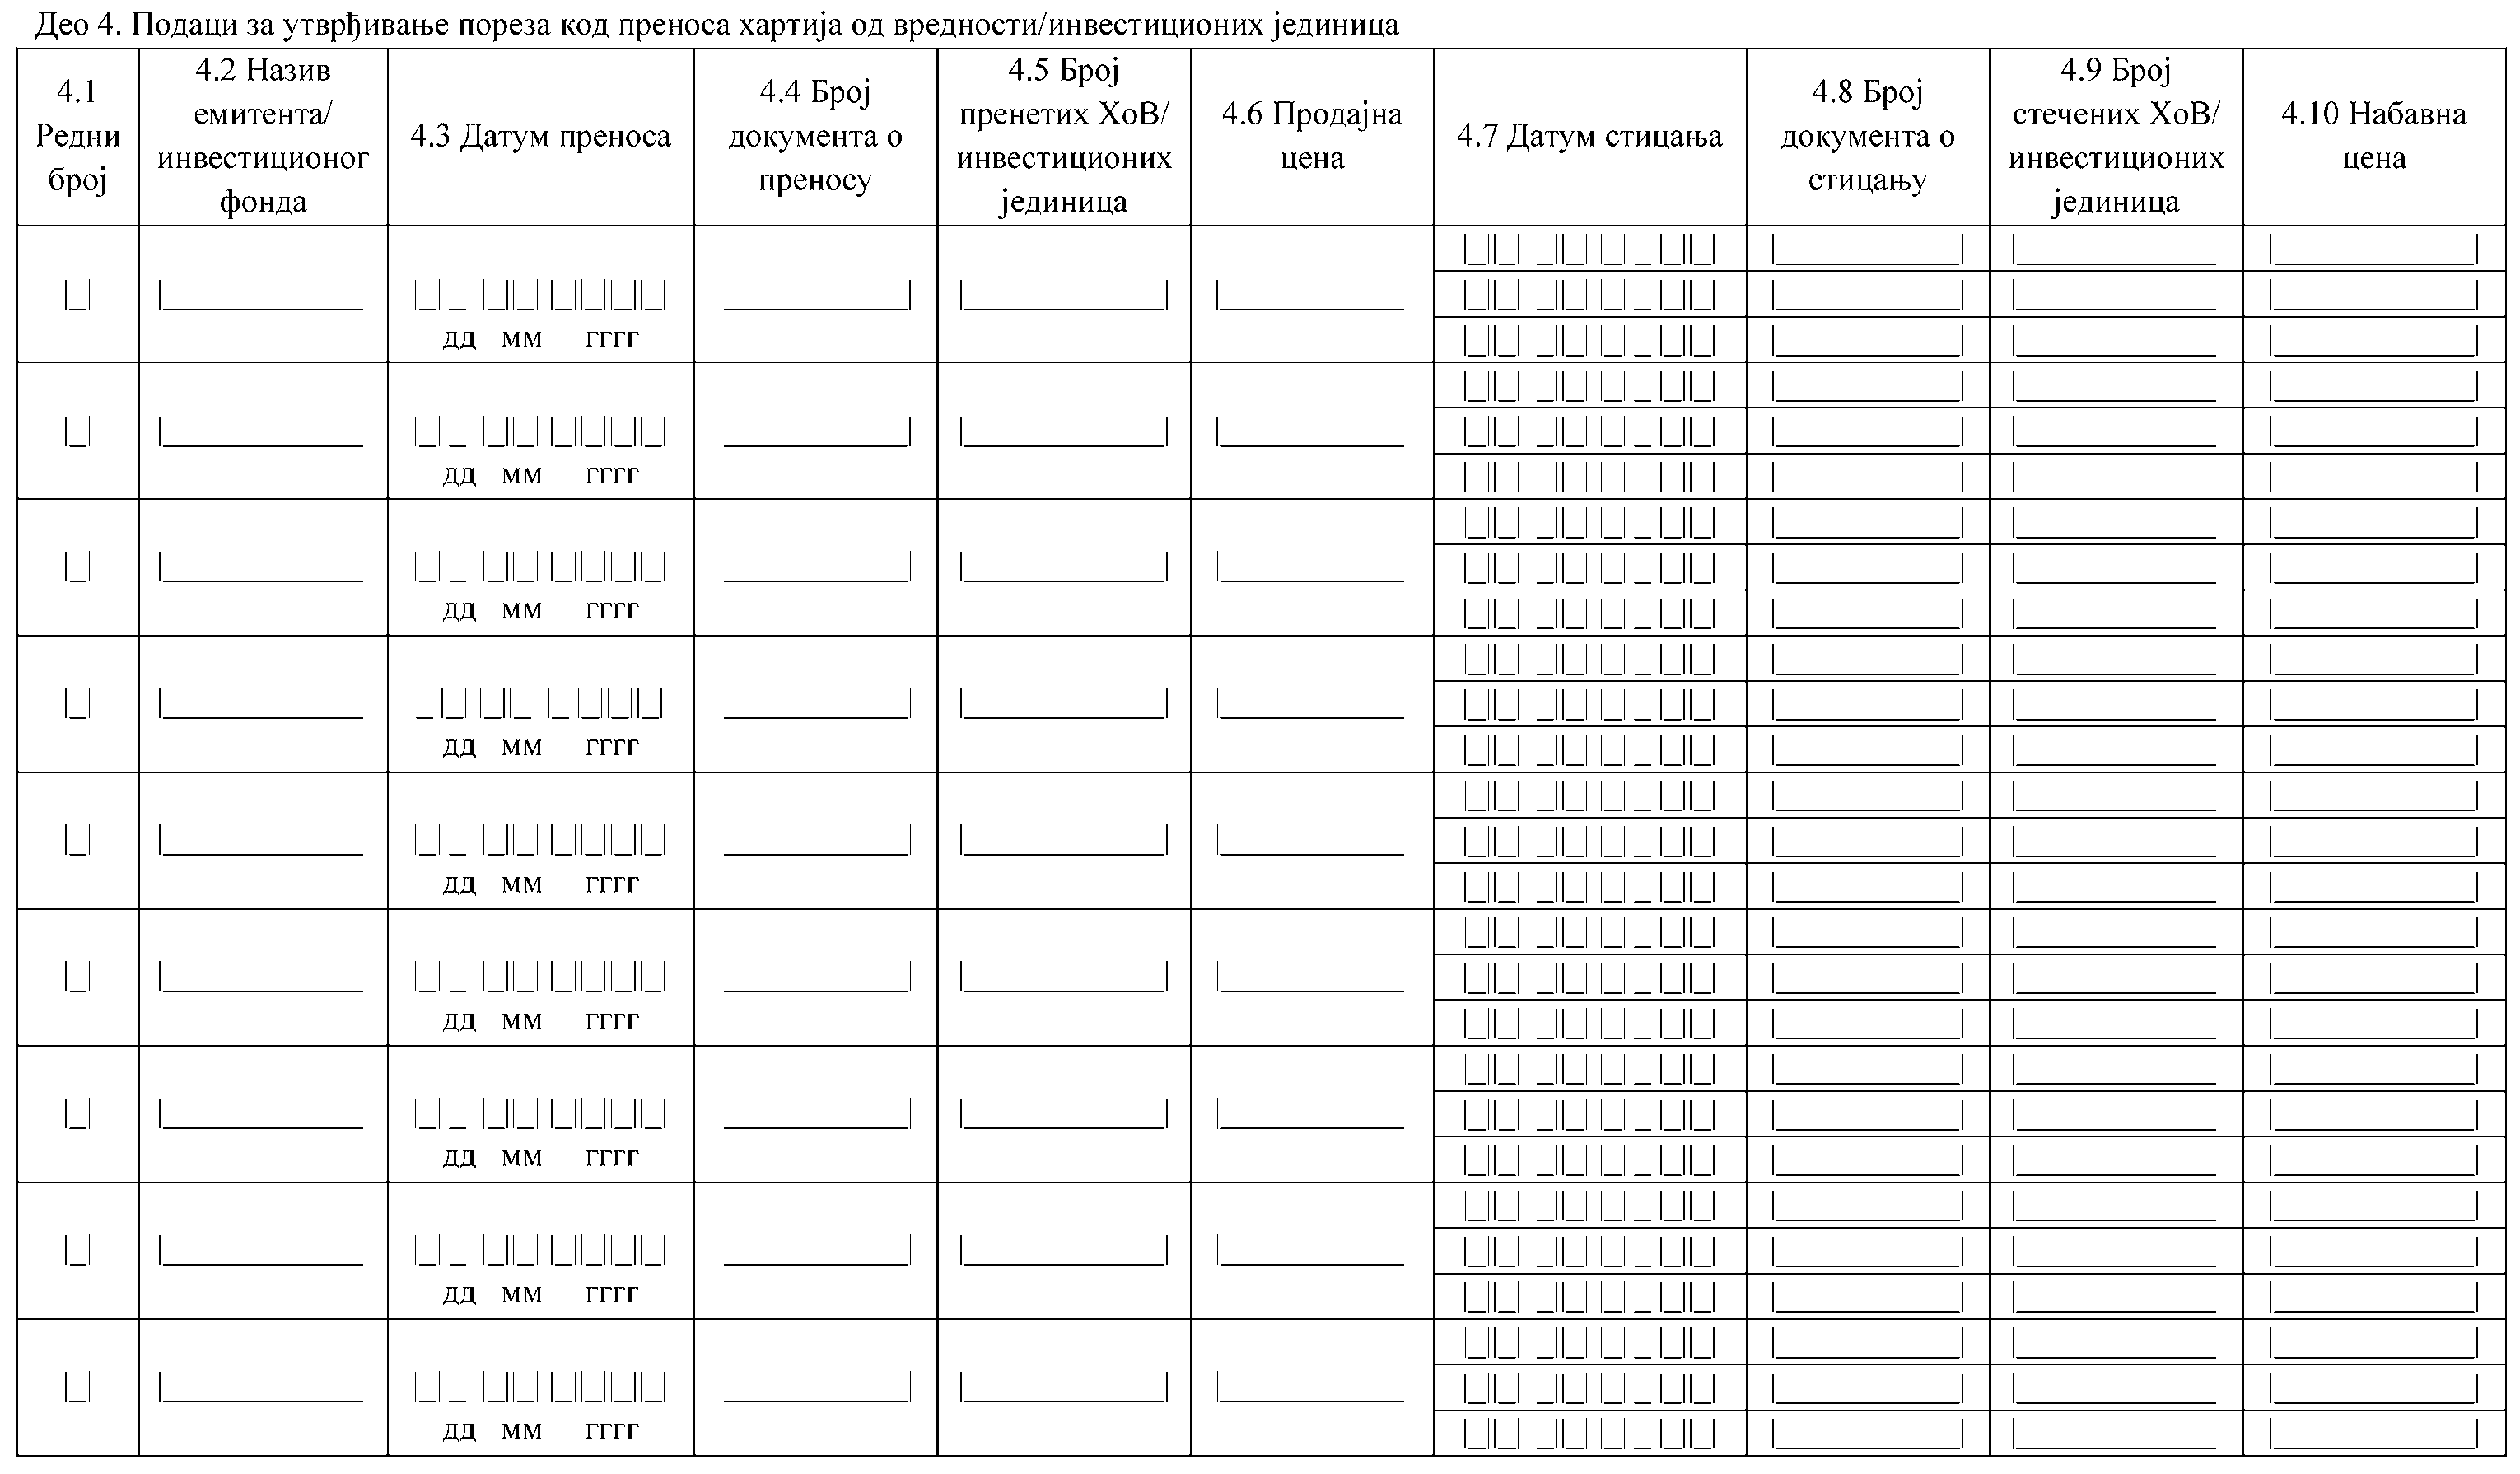 Део 4. Подаци за утврђивање пореза код преноса хартија од вредности/инвестиционих јединица
4.1
Редни
број
4.2 Назив
емитента/
инвестиционог
фонда
4.3 Датум преноса
4.4 Број
документа о
преносу
4.5 Број
пренетих ХоВ/
инвестиционих
јединица
4.6 Продајна
цена
4.7 Датум стицања
4.8 Број
документа о
стицању
4.9 Број
стечених ХоВ/
инвестиционих
јединица
4.10 Набавна
цена
дд мм гггг
дд мм гггг
дд мм гггг
дд мм гггг
дд мм гггг
дд мм гггг
дд мм гггг
дд мм гггг
дд мм гггг